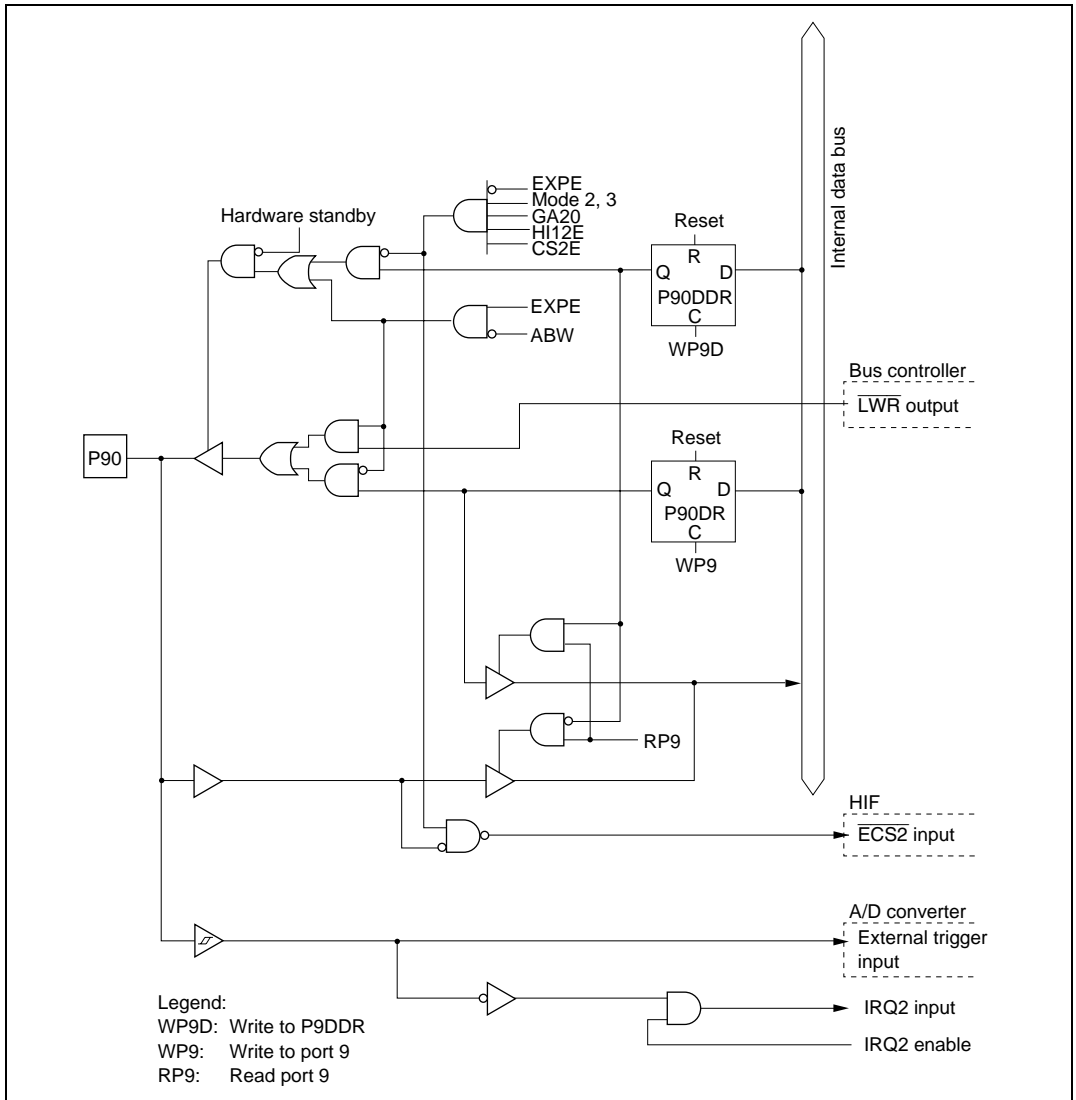 EXPE
Mode 2, 3
GA20
HI12E
CS2E
Hardware standby
Reset
R
Q D
P90DDR
C
WP9D
Internal data bus
EXPE
ABW
Bus controller
LWR output
P90
Reset
R
Q D
P90DR
C
WP9
RP9
HIF
ECS2 input
A/D converter
External trigger
input
IRQ2 input
IRQ2 enable
Legend:
WP9D: Write to P9DDR
WP9: Write to port 9
RP9: Read port 9